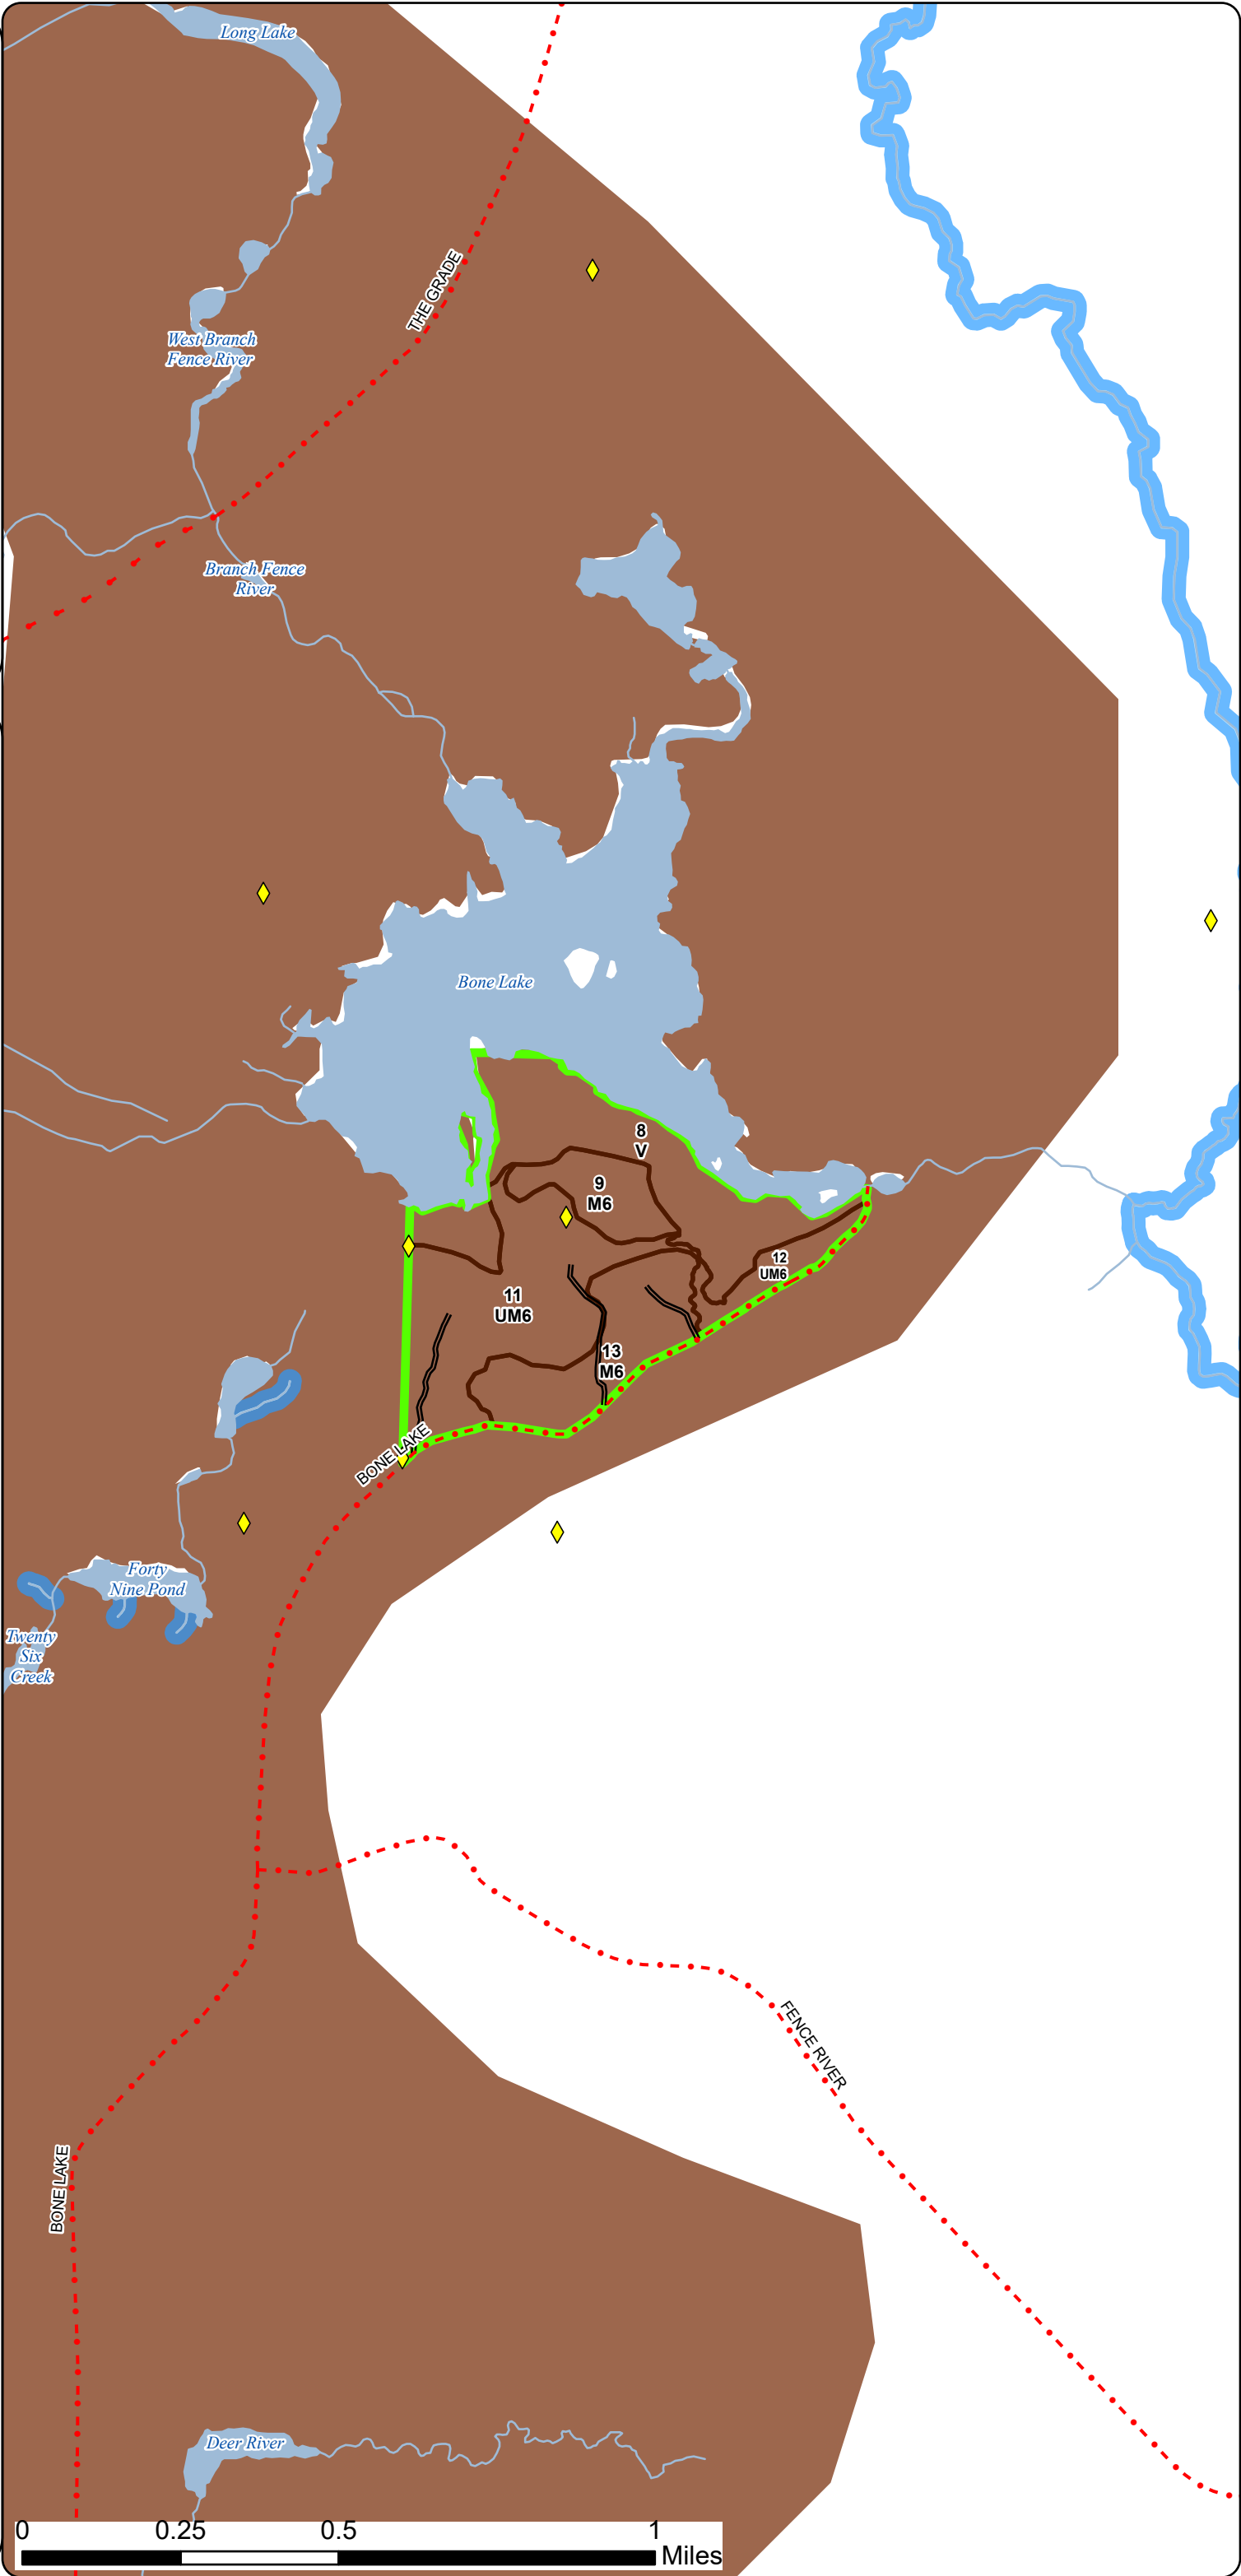 Long Lake
THE GRADE
West Branch
Fence River
Branch Fence
River
Bone Lake
8
V
9
M6
12
UM6
11
UM6
13
M6
BONE LAKE
Forty
Nine Pond
Twenty
Six
Creek
FENCE RIVER
BONE LAKE
Deer River
0 0.25 0.5 1
Miles